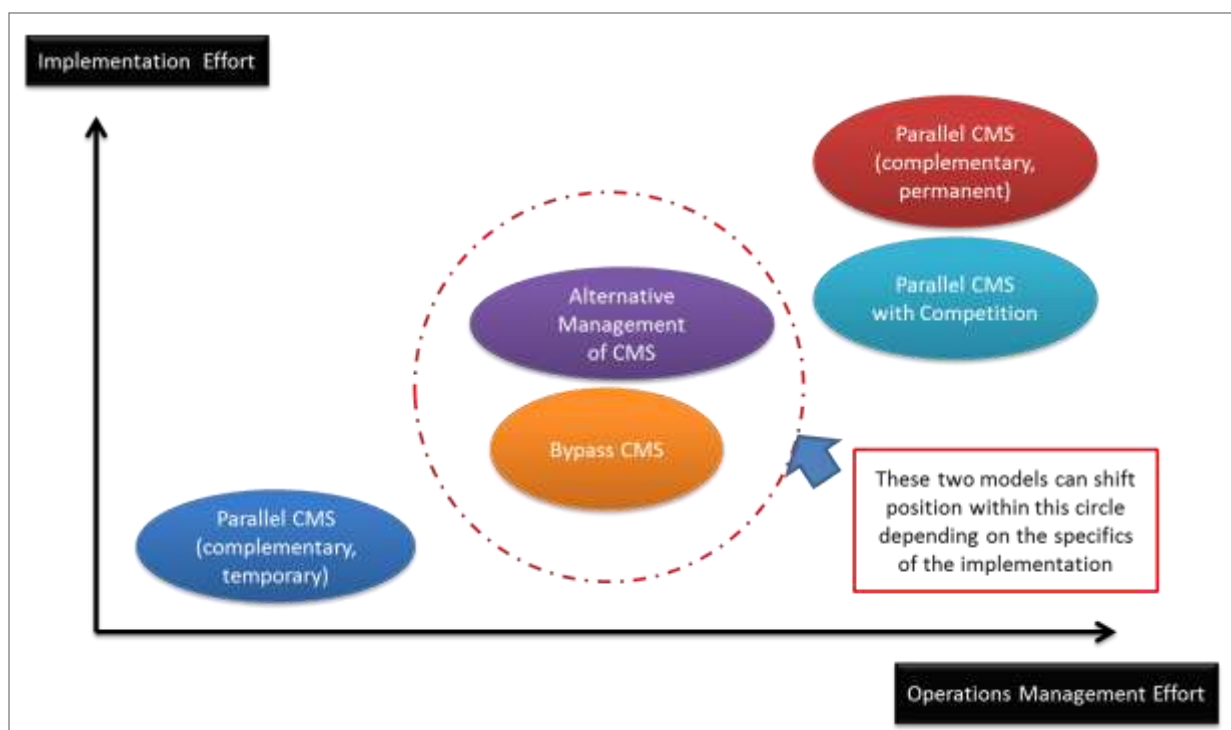 Implementation Effort
Parallel CMS
(complementary,
permanent)
Parallel CMS
with Competition
Alternative
Management
of CMS
Bypass CMS
These two models can shift
position within this circle
depending on the specifics
of the implementation
Parallel CMS
(complementary,
temporary)
Operations Management Effort